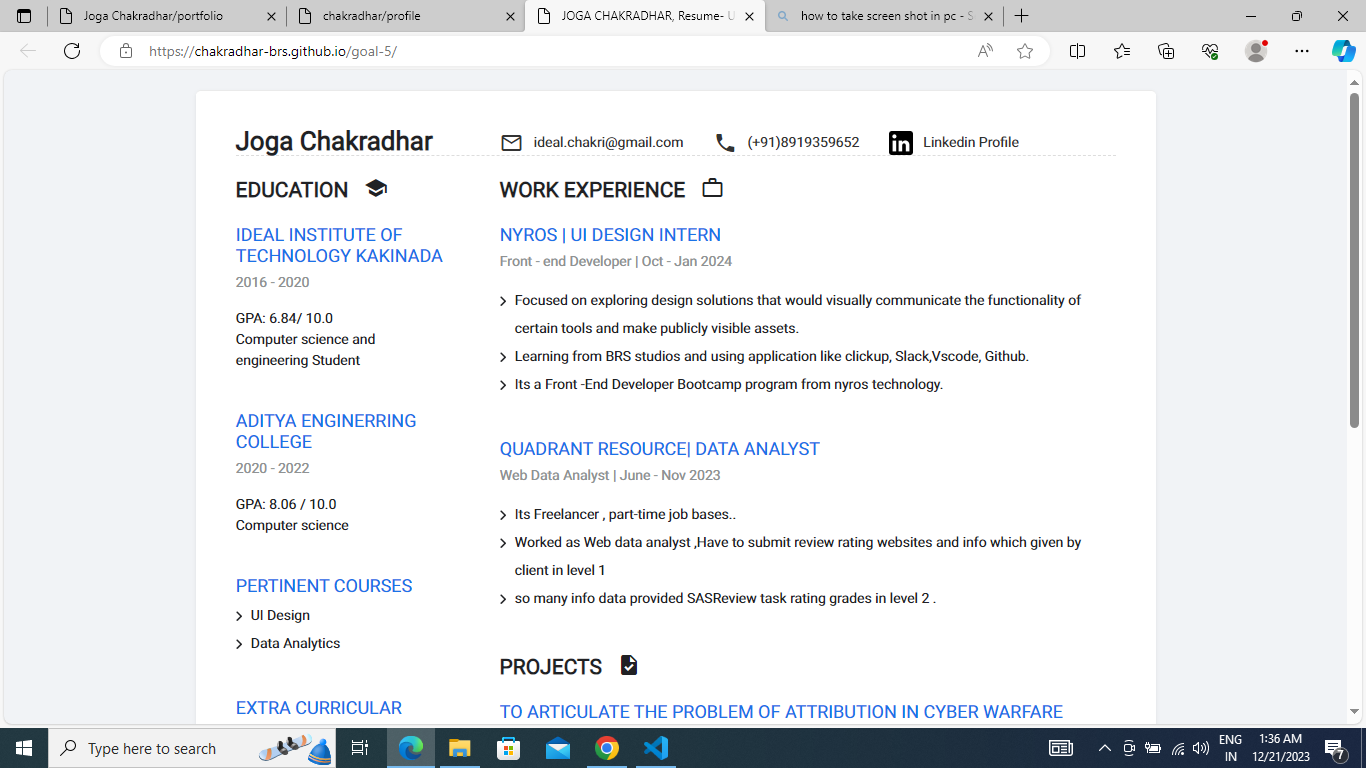 Joga Chakradhar/portfolio
chakradhar/profile
JOGA CHAKRADHAR, Resume- U
how to take screen shot in pc - S
https://chakradhar-brs.github.io/goal-5/
Joga Chakradhar
ideal.chakri@gmail.com
(+91)8919359652
in
Linkedin Profile
EDUCATION
IDEAL INSTITUTE OF
TECHNOLOGY KAKINADA
2016 - 2020
GPA: 6.84/ 10.0
Computer science and
engineering Student
ADITYA ENGINERRING
COLLEGE
2020 - 2022
GPA: 8.06 / 10.0
Computer science
PERTINENT COURSES
UI Design
Data Analytics
EXTRA CURRICULAR
WORK EXPERIENCE
NYROS | UI DESIGN INTERN
Front - end Developer | Oct - Jan 2024
Focused on exploring design solutions that would visually communicate the functionality of
certain tools and make publicly visible assets.
Learning from BRS studios and using application like clickup, Slack,Vscode, Github.
Its a Front -End Developer Bootcamp program from nyros technology.
QUADRANT RESOURCE| DATA ANALYST
Web Data Analyst | June - Nov 2023
Its Freelancer , part-time job bases..
Worked as Web data analyst ,Have to submit review rating websites and info which given by
client in level 1
so many info data provided SASReview task rating grades in level 2 .
PROJECTS
TO ARTICULATE THE PROBLEM OF ATTRIBUTION IN CYBER WARFARE
Type here to search
ENG
IN
1:36 AM
12/21/2023
7